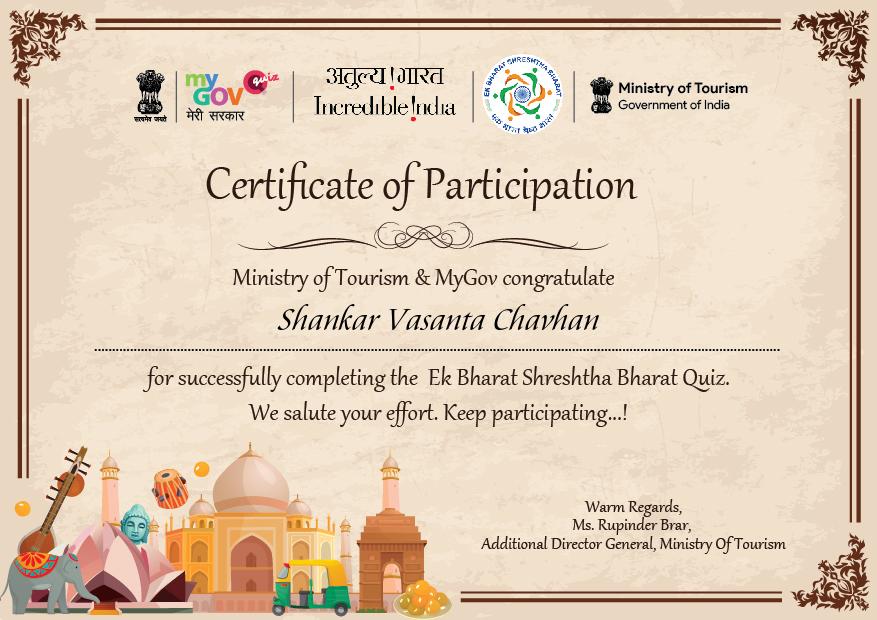 सत्यमेव जयते
my
GOV
quiz
मेरी सरकार
अतुल्य!भारत
Incredible!ndia
EK BHARAT SHRESHTHA BHARAT
एक भारत श्रेष्ठ भारत
Ministry of Tourism
Government of India
Certificate of Participation
Ministry of Tourism & MyGov congratulate
Shankar Vasanta Chavhan
for successfully completing the Ek Bharat Shreshtha Bharat Quiz.
We salute your effort. Keep participating...!
Warm Regards,
Ms. Rupinder Brar,
Additional Director General, Ministry Of Tourism